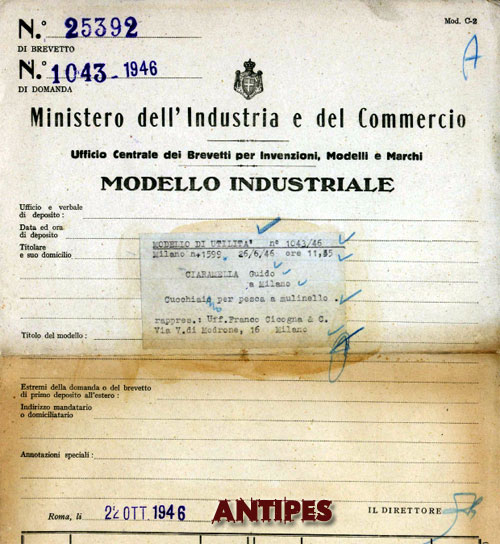 Mod. C-2
N.° 25392
DI BREVETTO
N.° 1043-1946
DI DOMANDA
A
Ministero dell'Industria e del Commercio
Ufficio Centrale dei Brevetti per Invenzioni, Modelli e Marchi
MODELLO INDUSTRIALE
Ufficio e verbale
di deposito:
Data ed ora
di deposito
Titolare
e suo domicilio
MODELLO DI UTILITA' n° 1043/46
Milano n.1599. 26/6/46 ore 11,35
CIARAMELLA Guido
a Milano
Cucchiaio per pesca a mulinello.
rappres.: Uff.Franco Cicogna & C.
Via V.di Modrone, 16 Milano
Titolo del modello:
Estremi della domanda o del brevetto
di primo deposito all'estero:
Indirizzo mandatario
o domiciliatario
Annotazioni speciali:
Roma, li 22 OTT 1946
ANTIPES
IL DIRETTORE